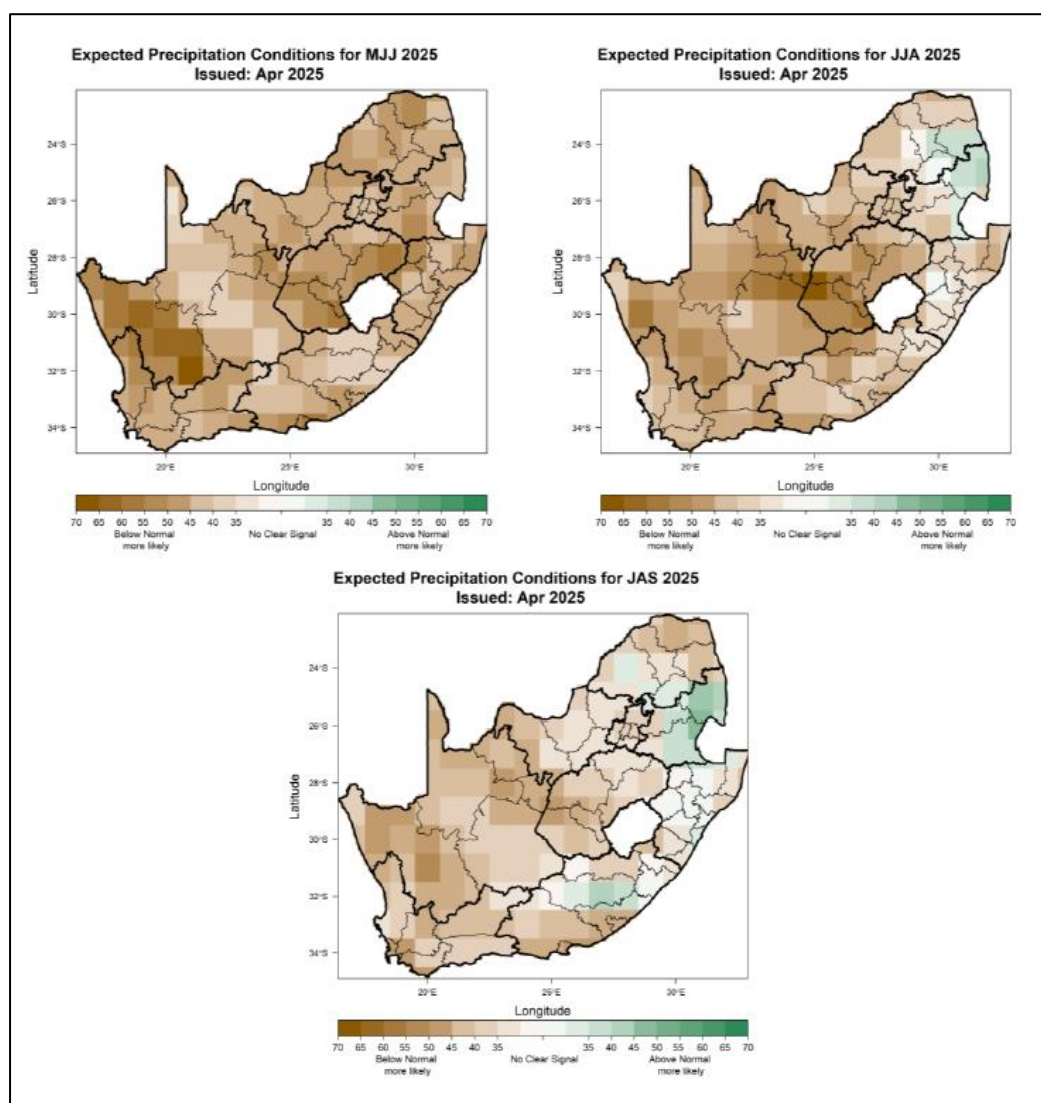 Expected Precipitation Conditions for MJJ 2025
Issued: Apr 2025
24°S
26°S
28°S
30°S
32°S
34°S
Latitude
20°E 25°E 30°E
Longitude
70 65 60 55 50 45 40 35 35 40 45 50 55 60 65 70
Below Normal more likely
No Clear Signal
Above Normal more likely
Expected Precipitation Conditions for JJA 2025
Issued: Apr 2025
24°S
26°S
28°S
30°S
32°S
34°S
Latitude
20°E 25°E 30°E
Longitude
70 65 60 55 50 45 40 35 35 40 45 50 55 60 65 70
Below Normal more likely
No Clear Signal
Above Normal more likely
Expected Precipitation Conditions for JAS 2025
Issued: Apr 2025
24°S
26°S
28°S
30°S
32°S
34°S
Latitude
20°E 25°E 30°E
Longitude
70 65 60 55 50 45 40 35 35 40 45 50 55 60 65 70
Below Normal more likely
No Clear Signal
Above Normal more likely